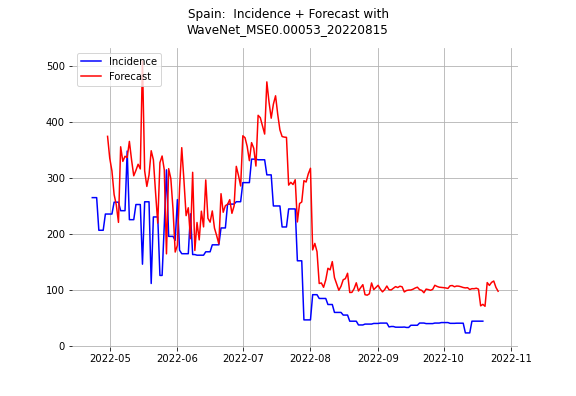 Spain:  Incidence + Forecast with
WaveNet_MSE0.00053_20220815
Incidence
Forecast
500
400
300
200
100
0
2022-05 2022-06 2022-07 2022-08 2022-09 2022-10 2022-11